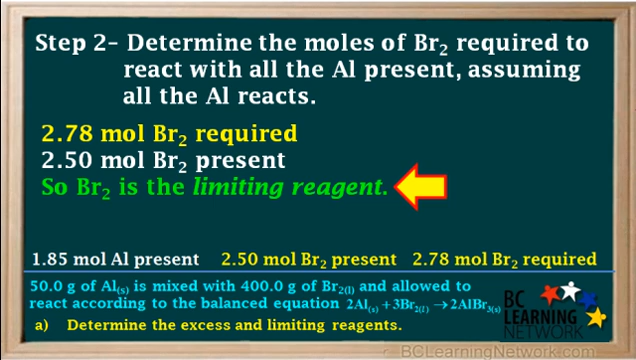 Step 2– Determine the moles of Br₂ required to
react with all the Al present, assuming
all the Al reacts.
2.78 mol Br₂ required
2.50 mol Br₂ present
So Br₂ is the limiting reagent.
1.85 mol Al present 2.50 mol Br₂ present 2.78 mol Br₂ required
50.0 g of Al(s) is mixed with 400.0 g of Br₂(l) and allowed to
react according to the balanced equation 2Al(s) + 3Br₂(l) → 2AlBr₃(s)
a) Determine the excess and limiting reagents.
BC
LEARNING
NETWORK
BCLearningNetwork.com